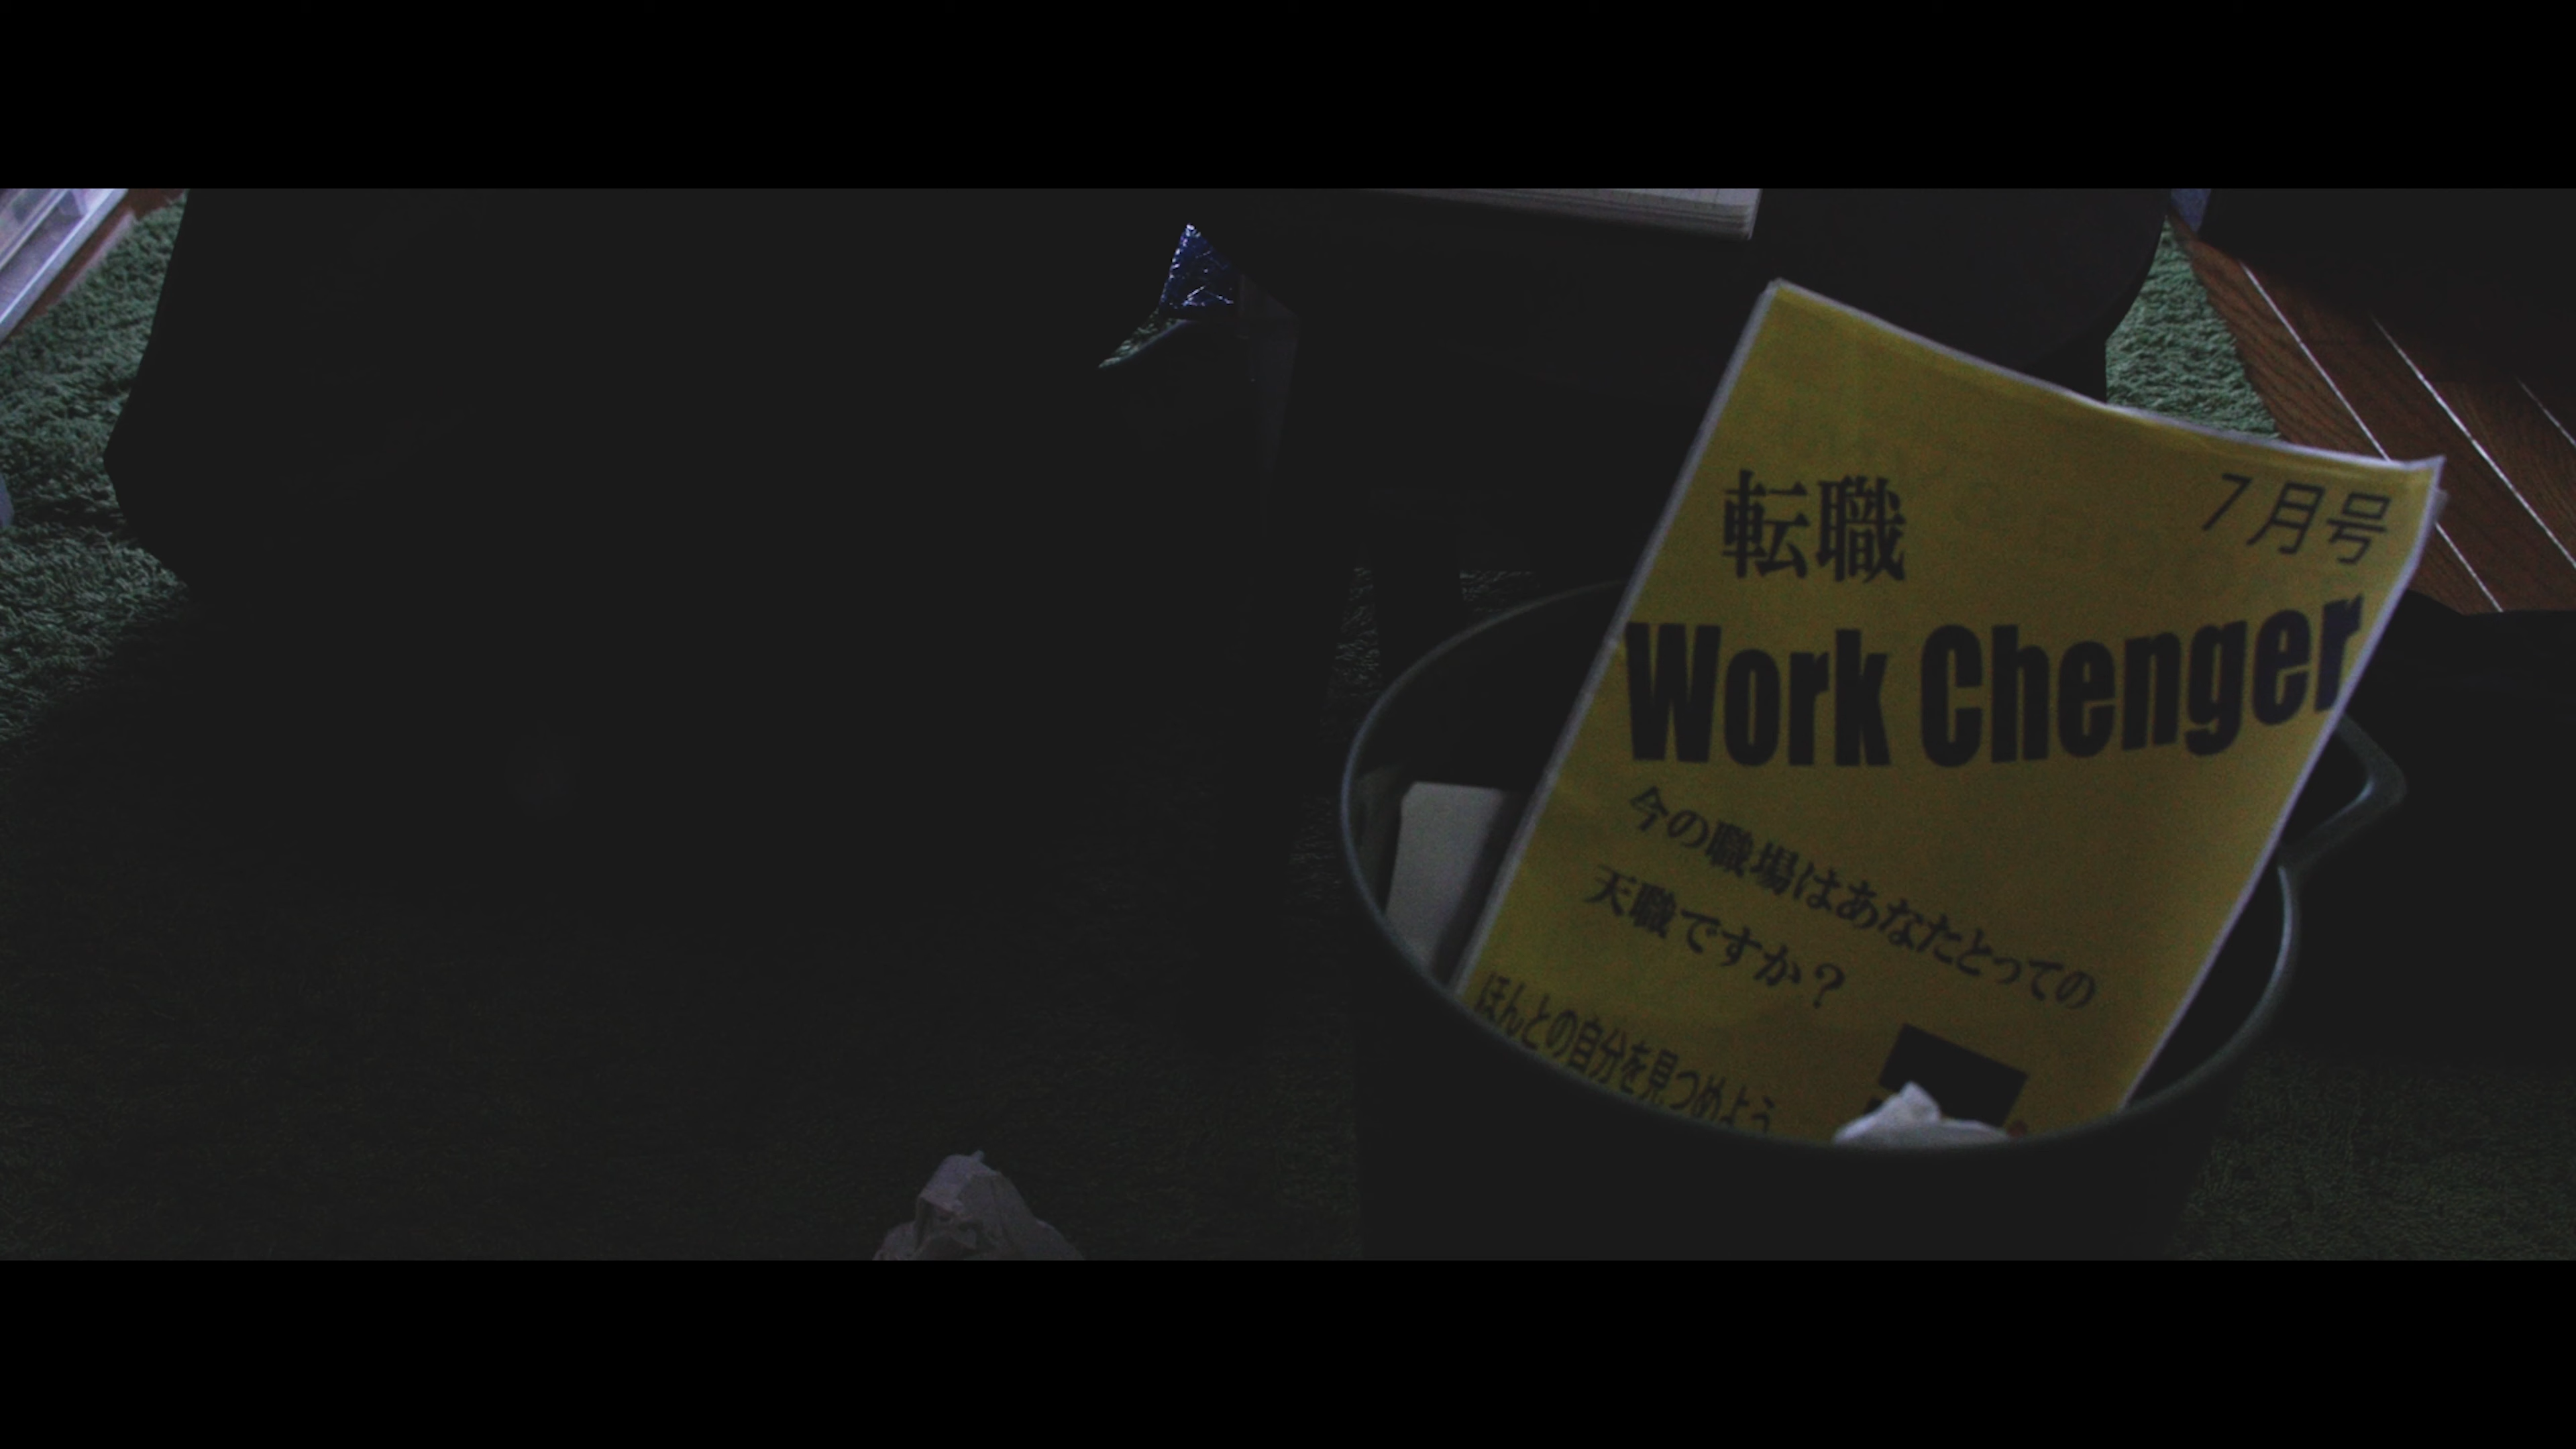 7月号
転職
Work Chenger
今の職場はあなたとっての
天職ですか？
ほんとの自分を見つめよう